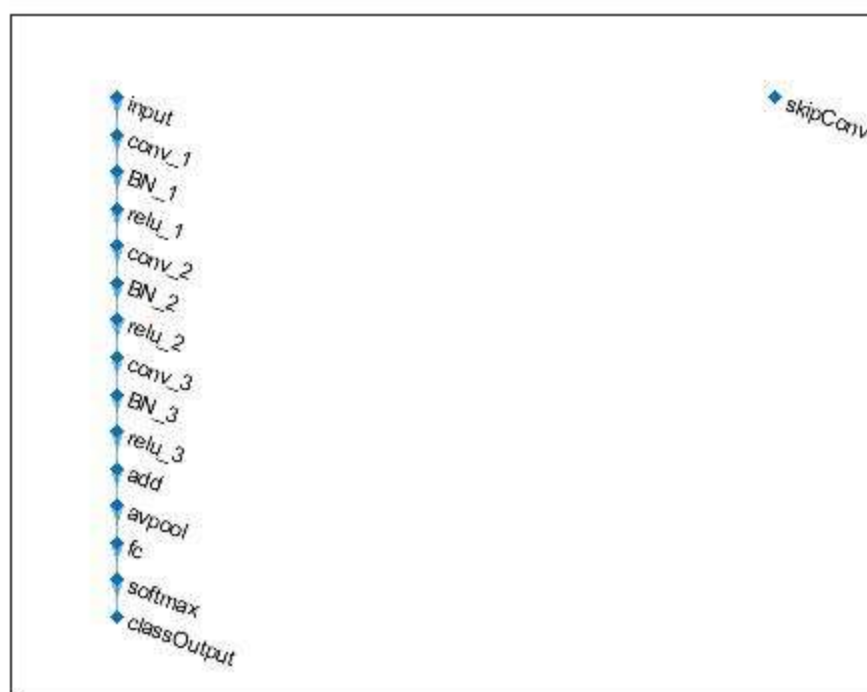 input
skipConv
conv_1
BN_1
relu_1
conv_2
BN_2
relu_2
conv_3
BN_3
relu_3
add
avpool
fc
softmax
classOutput